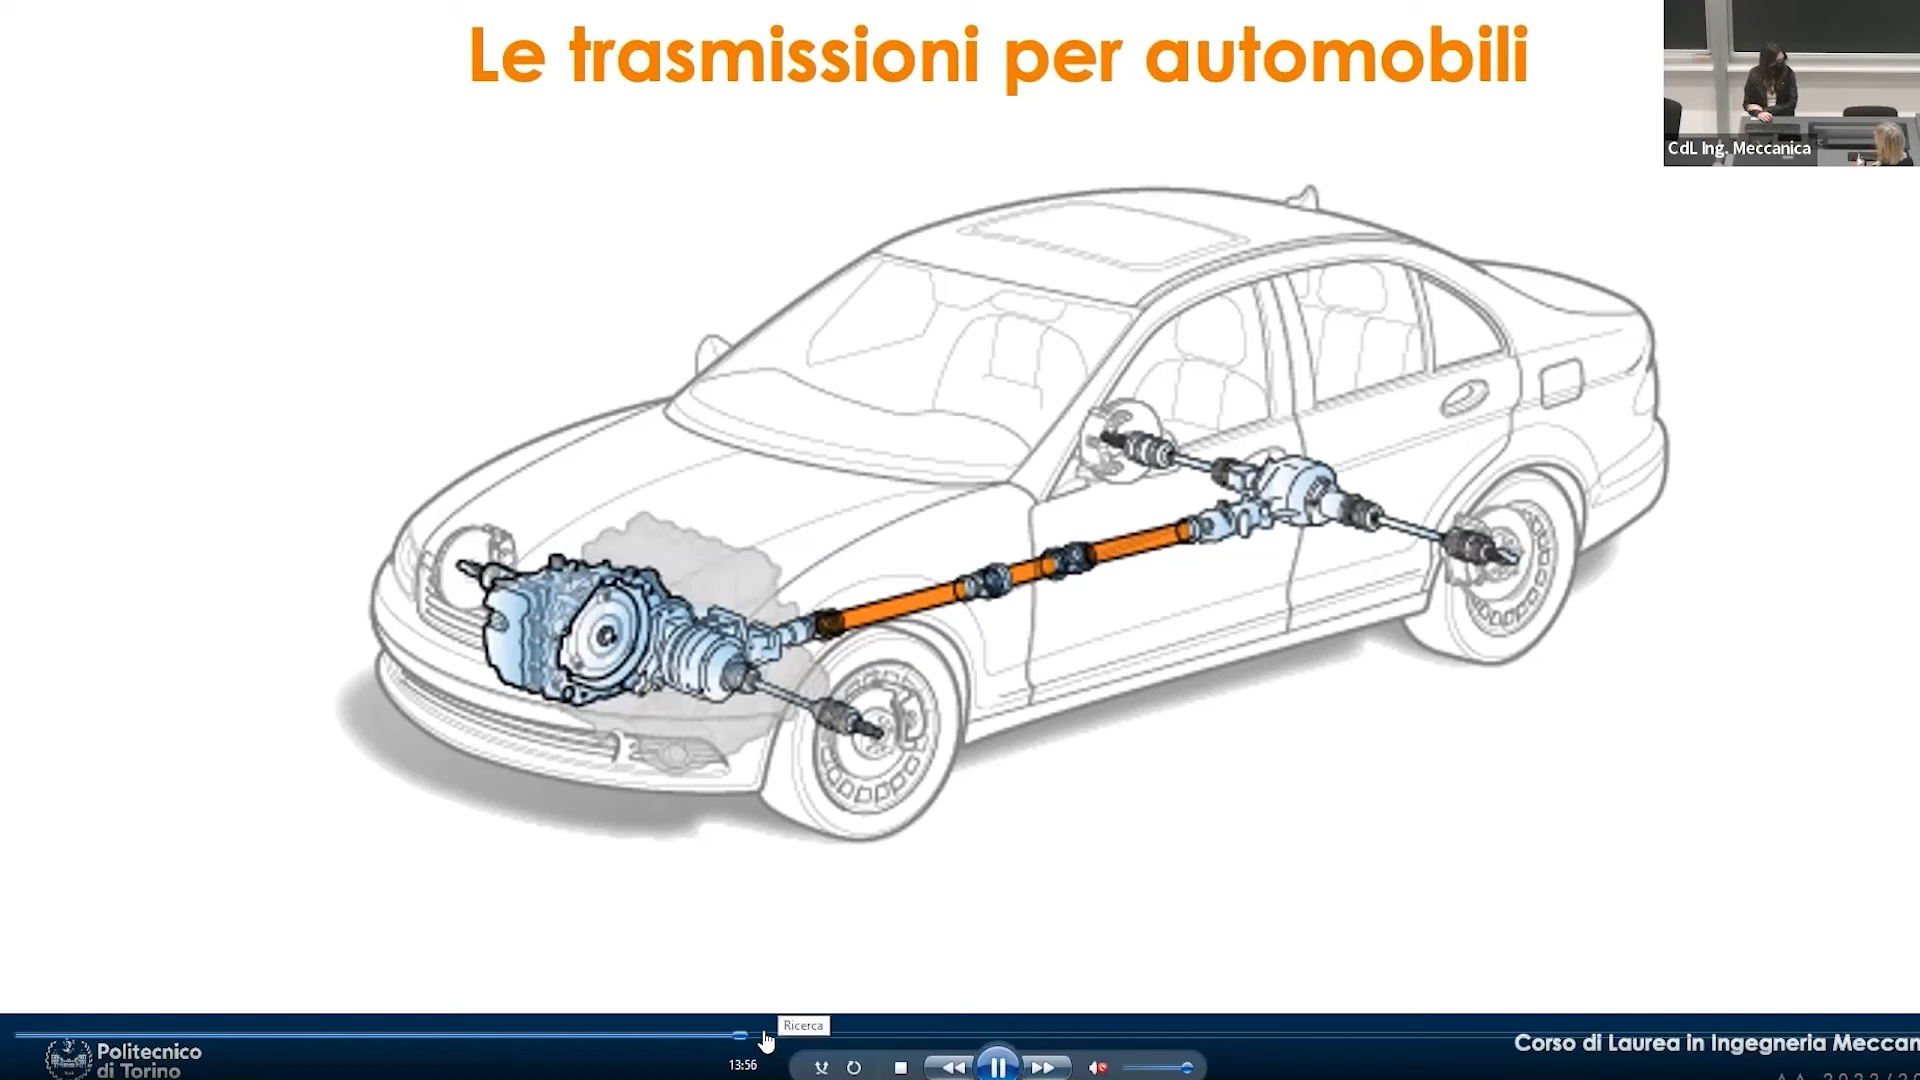 Le trasmissioni per automobili
CdL Ing. Meccanica
Ricerca
Politecnico
di Torino
13:56
Corso di Laurea in Ingegneria Meccan